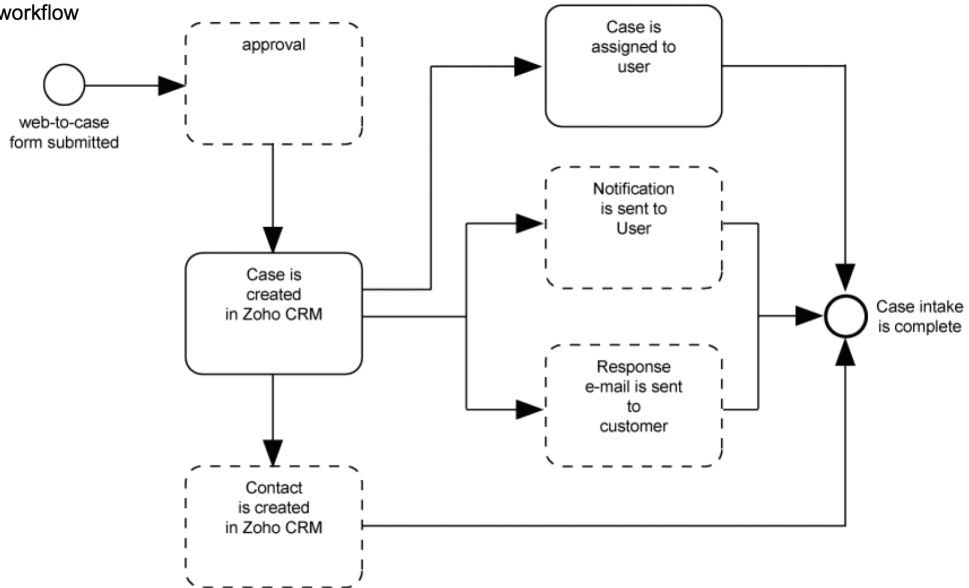 workflow
approval
web-to-case
form submitted
Case is
assigned to
user
Notification
is sent to
User
Case is
created
in Zoho CRM
Case intake
is complete
Response
e-mail is sent
to
customer
Contact
is created
in Zoho CRM